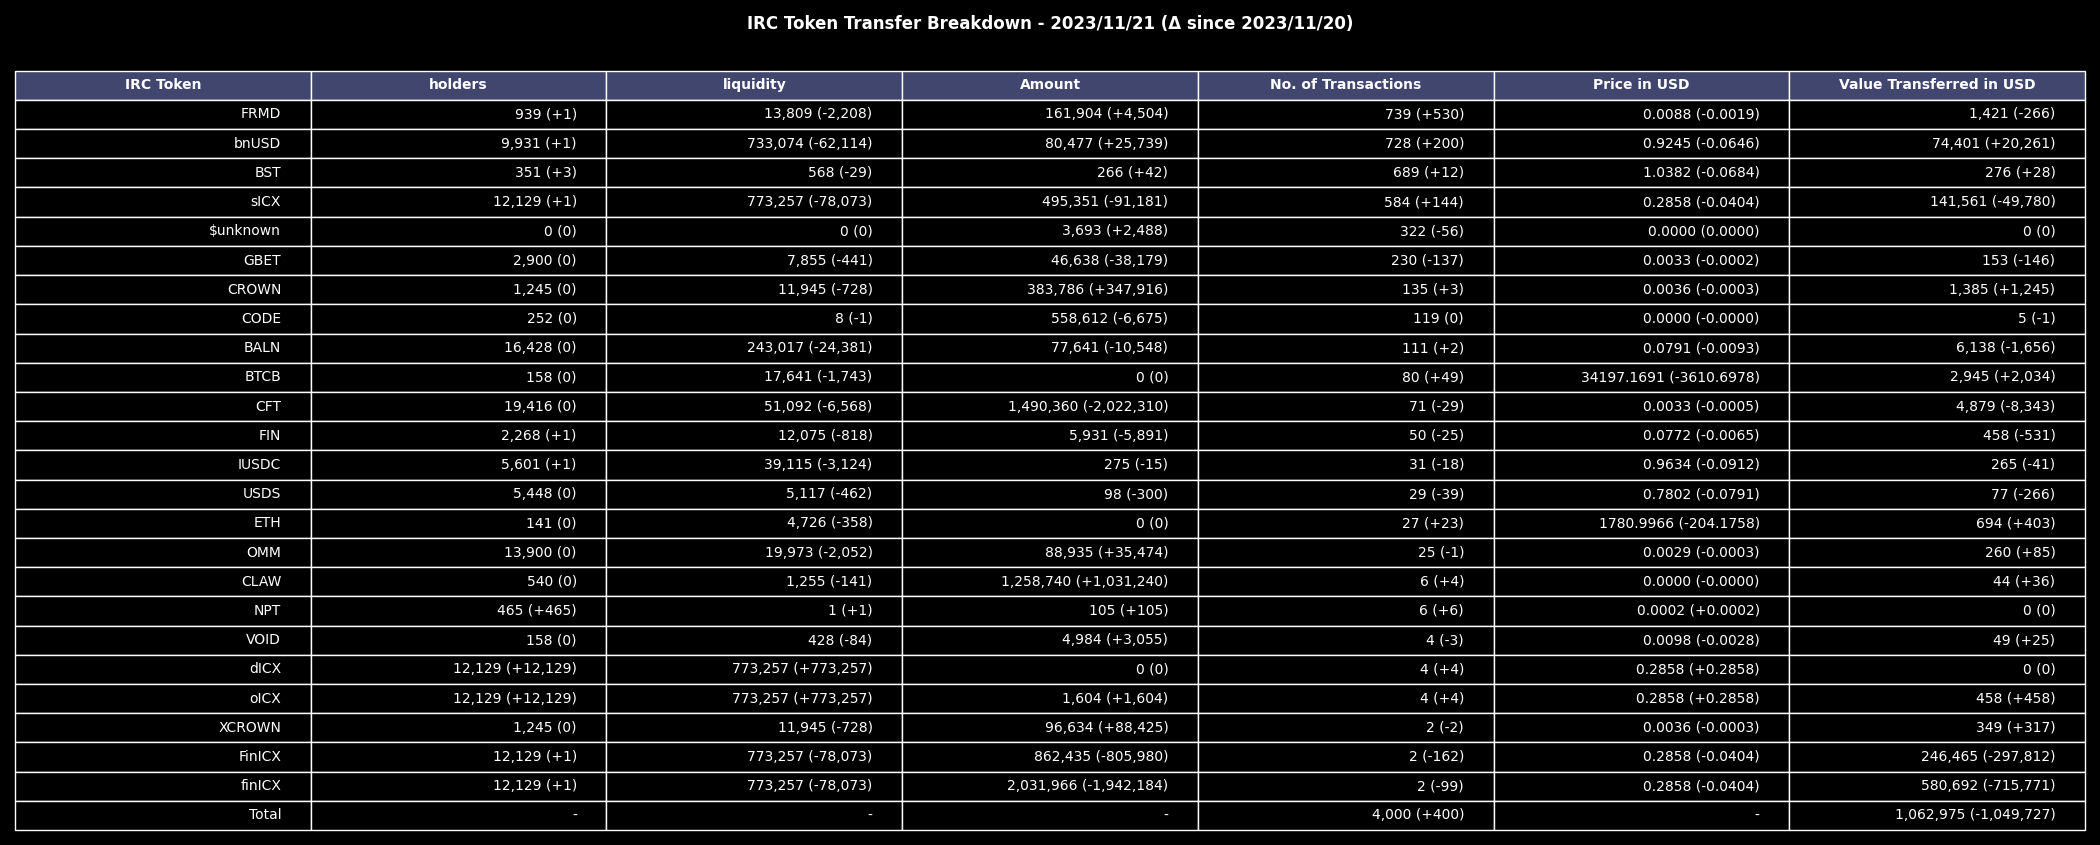 IRC Token Transfer Breakdown - 2023/11/21 (Δ since 2023/11/20)
IRC Token holders liquidity Amount No. of Transactions Price in USD Value Transferred in USD
FRMD 939 (+1) 13,809 (-2,208) 161,904 (+4,504) 739 (+530) 0.0088 (-0.0019) 1,421 (-266)
bnUSD 9,931 (+1) 733,074 (-62,114) 80,477 (+25,739) 728 (+200) 0.9245 (-0.0646) 74,401 (+20,261)
BST 351 (+3) 568 (-29) 266 (+42) 689 (+12) 1.0382 (-0.0684) 276 (+28)
sICX 12,129 (+1) 773,257 (-78,073) 495,351 (-91,181) 584 (+144) 0.2858 (-0.0404) 141,561 (-49,780)
$unknown 0 (0) 0 (0) 3,693 (+2,488) 322 (-56) 0.0000 (0.0000) 0 (0)
GBET 2,900 (0) 7,855 (-441) 46,638 (-38,179) 230 (-137) 0.0033 (-0.0002) 153 (-146)
CROWN 1,245 (0) 11,945 (-728) 383,786 (+347,916) 135 (+3) 0.0036 (-0.0003) 1,385 (+1,245)
CODE 252 (0) 8 (-1) 558,612 (-6,675) 119 (0) 0.0000 (-0.0000) 5 (-1)
BALN 16,428 (0) 243,017 (-24,381) 77,641 (-10,548) 111 (+2) 0.0791 (-0.0093) 6,138 (-1,656)
BTCB 158 (0) 17,641 (-1,743) 0 (0) 80 (+49) 34197.1691 (-3610.6978) 2,945 (+2,034)
CFT 19,416 (0) 51,092 (-6,568) 1,490,360 (-2,022,310) 71 (-29) 0.0033 (-0.0005) 4,879 (-8,343)
FIN 2,268 (+1) 12,075 (-818) 5,931 (-5,891) 50 (-25) 0.0772 (-0.0065) 458 (-531)
IUSDC 5,601 (+1) 39,115 (-3,124) 275 (-15) 31 (-18) 0.9634 (-0.0912) 265 (-41)
USDS 5,448 (0) 5,117 (-462) 98 (-300) 29 (-39) 0.7802 (-0.0791) 77 (-266)
ETH 141 (0) 4,726 (-358) 0 (0) 27 (+23) 1780.9966 (-204.1758) 694 (+403)
OMM 13,900 (0) 19,973 (-2,052) 88,935 (+35,474) 25 (-1) 0.0029 (-0.0003) 260 (+85)
CLAW 540 (0) 1,255 (-141) 1,258,740 (+1,031,240) 6 (+4) 0.0000 (-0.0000) 44 (+36)
NPT 465 (+465) 1 (+1) 105 (+105) 6 (+6) 0.0002 (+0.0002) 0 (0)
VOID 158 (0) 428 (-84) 4,984 (+3,055) 4 (-3) 0.0098 (-0.0028) 49 (+25)
dICX 12,129 (+12,129) 773,257 (+773,257) 0 (0) 4 (+4) 0.2858 (+0.2858) 0 (0)
oICX 12,129 (+12,129) 773,257 (+773,257) 1,604 (+1,604) 4 (+4) 0.2858 (+0.2858) 458 (+458)
XCROWN 1,245 (0) 11,945 (-728) 96,634 (+88,425) 2 (-2) 0.0036 (-0.0003) 349 (+317)
FinICX 12,129 (+1) 773,257 (-78,073) 862,435 (-805,980) 2 (-162) 0.2858 (-0.0404) 246,465 (-297,812)
finICX 12,129 (+1) 773,257 (-78,073) 2,031,966 (-1,942,184) 2 (-99) 0.2858 (-0.0404) 580,692 (-715,771)
Total - - - 4,000 (+400) - 1,062,975 (-1,049,727)